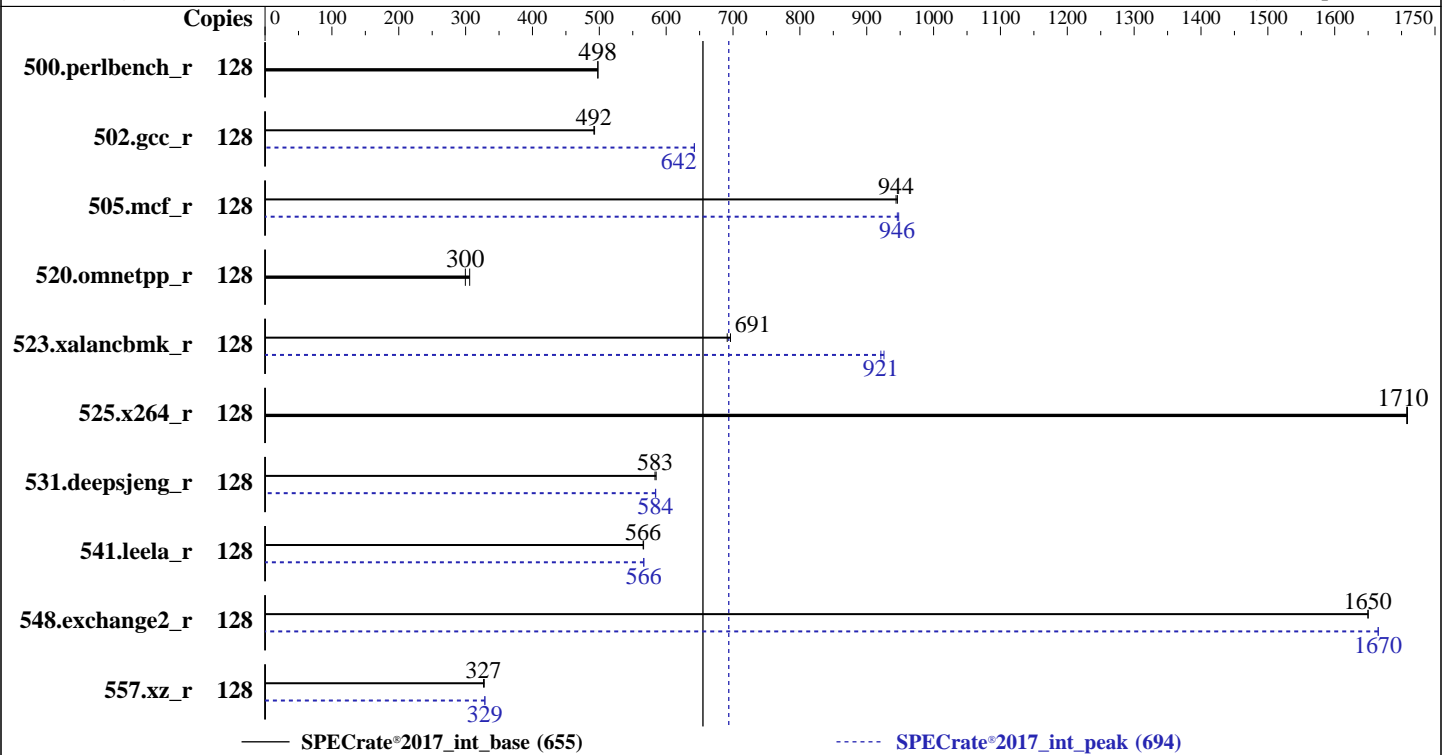 Copies 0 100 200 300 400 500 600 700 800 900 1000 1100 1200 1300 1400 1500 1600 1750
500.perlbench_r 128 498
502.gcc_r 128 492
642
505.mcf_r 128 944
946
520.omnetpp_r 128 300
523.xalancbmk_r 128 691
921
525.x264_r 128 1710
531.deepsjeng_r 128 583
584
541.leela_r 128 566
566
548.exchange2_r 128 1650
1670
557.xz_r 128 327
329
SPECrate®2017_int_base (655) SPECrate®2017_int_peak (694)